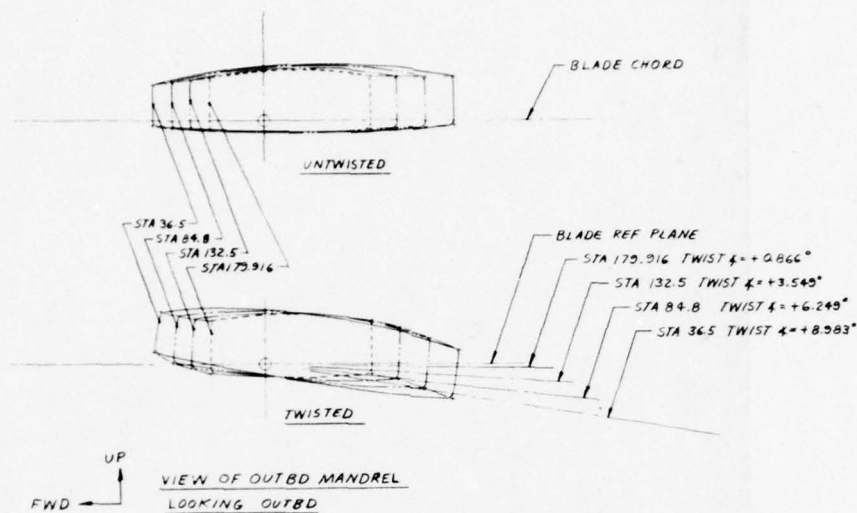 BLADE CHORD
UNTWISTED
STA 36.5
STA 84.8
STA 132.5
STA 179.916
BLADE REF PLANE
STA 179.916 TWIST ∡ = +0.866°
STA 132.5 TWIST ∡ = +3.549°
STA 84.8 TWIST ∡ = +6.249°
STA 36.5 TWIST ∡ = +8.983°
TWISTED
UP
FWD
VIEW OF OUTBD MANDREL
LOOKING OUTBD